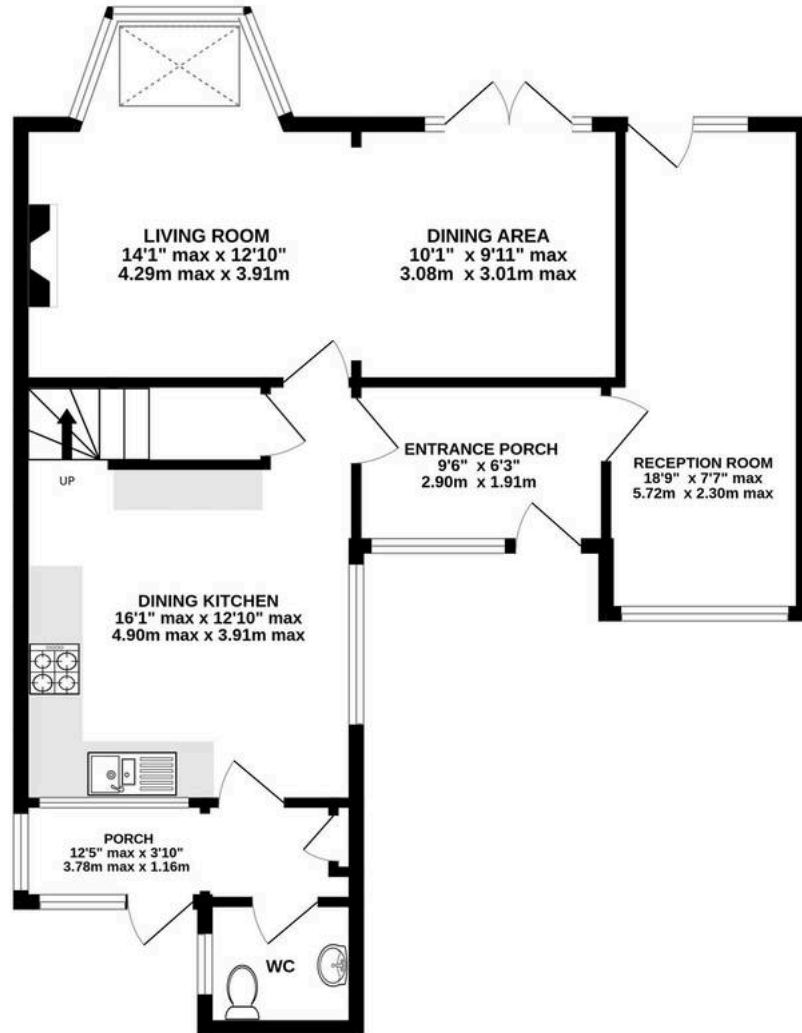 LIVING ROOM
14'1" max x 12'10"
4.29m max x 3.91m
DINING AREA
10'1" x 9'11" max
3.08m x 3.01m max
ENTRANCE PORCH
9'6" x 6'3"
2.90m x 1.91m
RECEPTION ROOM
18'9" x 7'7" max
5.72m x 2.30m max
UP
DINING KITCHEN
16'1" max x 12'10" max
4.90m max x 3.91m max
PORCH
12'5" max x 3'10"
3.78m max x 1.16m
WC